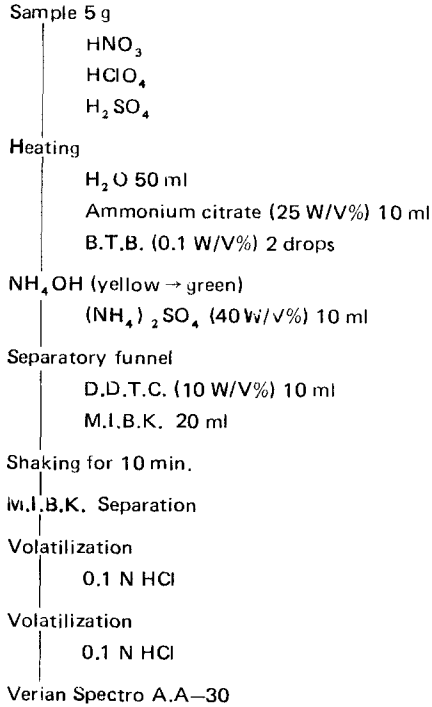 Sample 5 g
HNO₃
HClO₄
H₂SO₄
Heating
H₂O 50 ml
Ammonium citrate (25 W/V%) 10 ml
B.T.B. (0.1 W/V%) 2 drops
NH₄OH (yellow → green)
(NH₄)₂SO₄ (40 W/V%) 10 ml
Separatory funnel
D.D.T.C. (10 W/V%) 10 ml
M.I.B.K. 20 ml
Shaking for 10 min.
M.I.B.K. Separation
Volatilization
0.1 N HCl
Volatilization
0.1 N HCl
Verian Spectro A.A–30